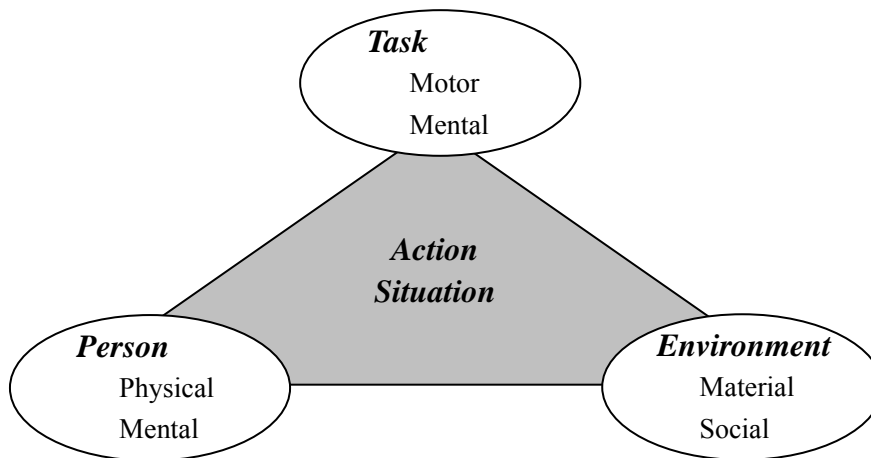 Task
Motor
Mental
Action
Situation
Person
Physical
Mental
Environment
Material
Social